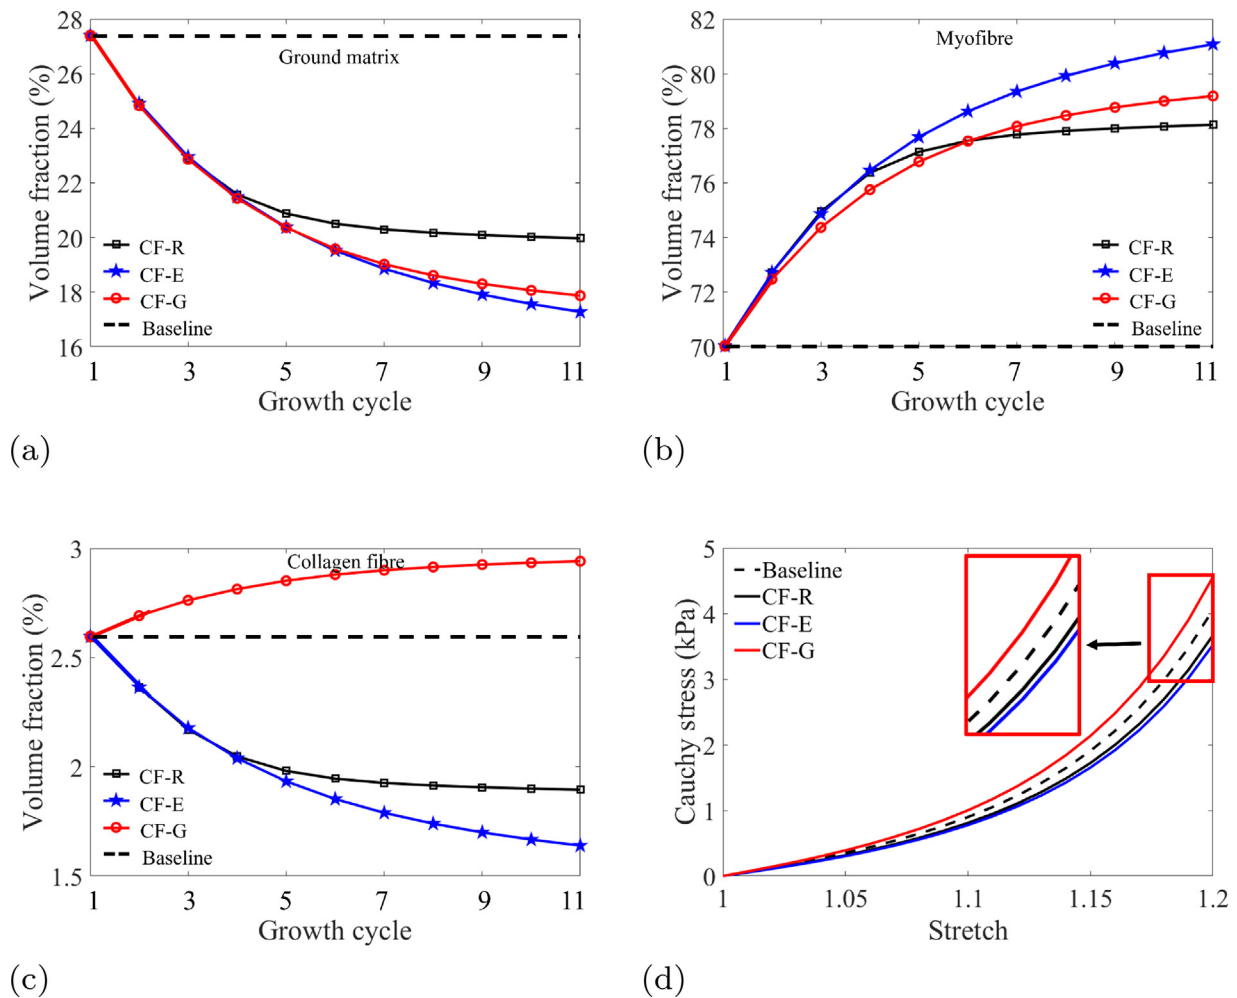 28
26
24
22
20
18
16
Volume fraction (%)
Ground matrix
CF-R
CF-E
CF-G
Baseline
1 3 5 7 9 11
Growth cycle
(a)
82
80
78
76
74
72
70
Volume fraction (%)
Myofibre
CF-R
CF-E
CF-G
Baseline
1 3 5 7 9 11
Growth cycle
(b)
3
2.5
2
1.5
Volume fraction (%)
Collagen fibre
CF-R
CF-E
CF-G
Baseline
1 3 5 7 9 11
Growth cycle
(c)
5
4
3
2
1
0
Cauchy stress (kPa)
Baseline
CF-R
CF-E
CF-G
1 1.05 1.1 1.15 1.2
Stretch
(d)